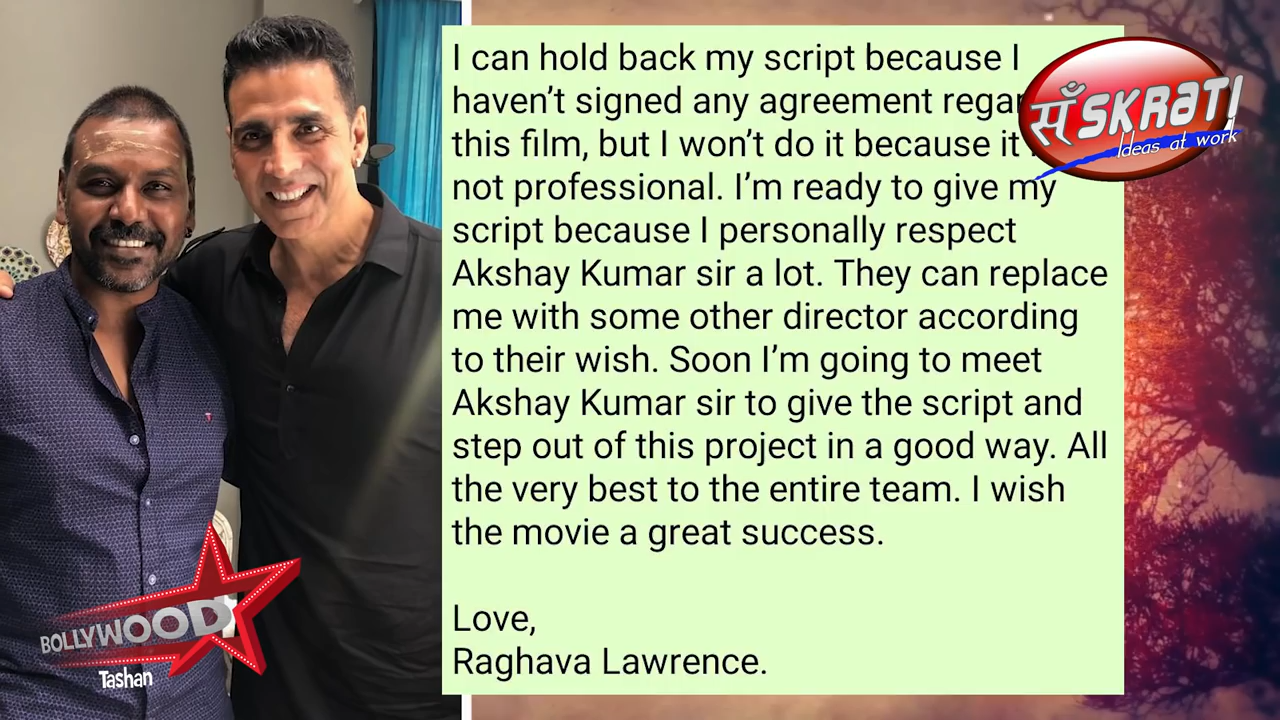 I can hold back my script because I
haven’t signed any agreement
this film, but I won’t do it because it
not professional. I’m ready to give my
script because I personally respect
Akshay Kumar sir a lot. They can replace
me with some other director according
to their wish. Soon I’m going to meet
Akshay Kumar sir to give the script and
step out of this project in a good way. All
the very best to the entire team. I wish
the movie a great success.
Love,
Raghava Lawrence.
सँSKRATI
Ideas at work
BOLLYWOOD
Tashan